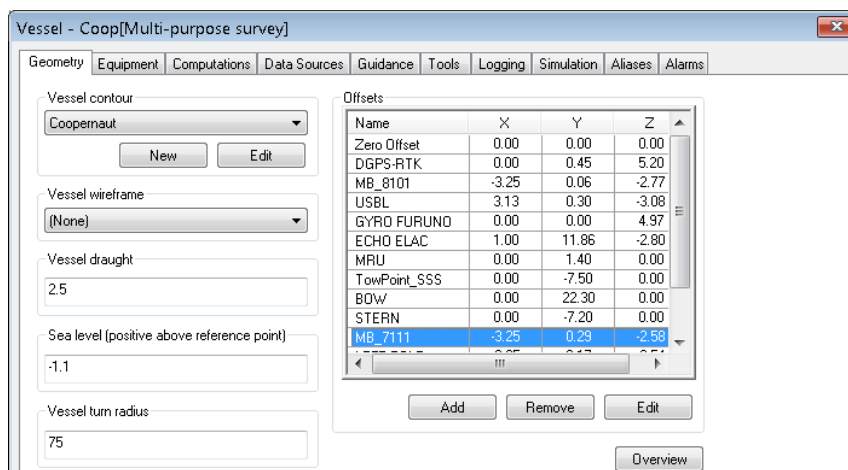 Vessel - Coop[Multi-purpose survey]
Geometry Equipment Computations Data Sources Guidance Tools Logging Simulation Aliases Alarms
Vessel contour
Coopernaut
New Edit
Vessel wireframe
(None)
Vessel draught
2.5
Sea level (positive above reference point)
-1.1
Vessel turn radius
75
Offsets
Name X Y Z
Zero Offset 0.00 0.00 0.00
DGPS-RTK 0.00 0.45 5.20
MB_8101 -3.25 0.06 -2.77
USBL 3.13 0.30 -3.08
GYRO FURUNO 0.00 0.00 4.97
ECHO ELAC 1.00 11.86 -2.80
MRU 0.00 1.40 0.00
TowPoint_SSS 0.00 -7.50 0.00
BOW 0.00 22.30 0.00
STERN 0.00 -7.20 0.00
MB_7111 -3.25 0.29 -2.58
Add Remove Edit
Overview